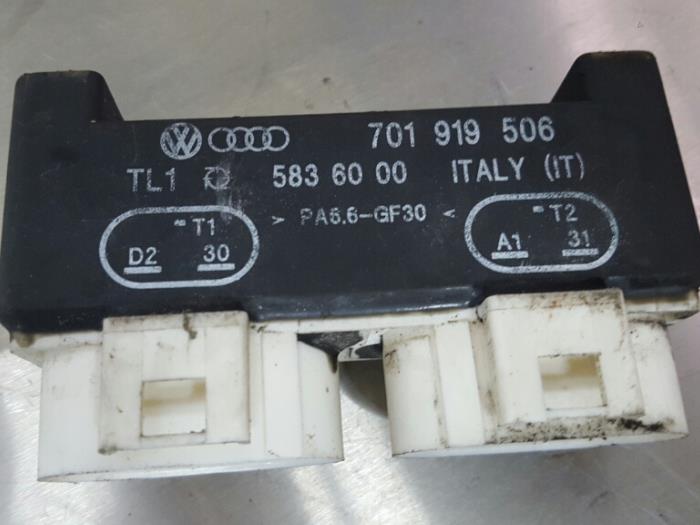 701 919 506
TL1 583 60 00 ITALY (IT)
> PA6.6-GF30 <
-T1
D2 30
-T2
A1 31